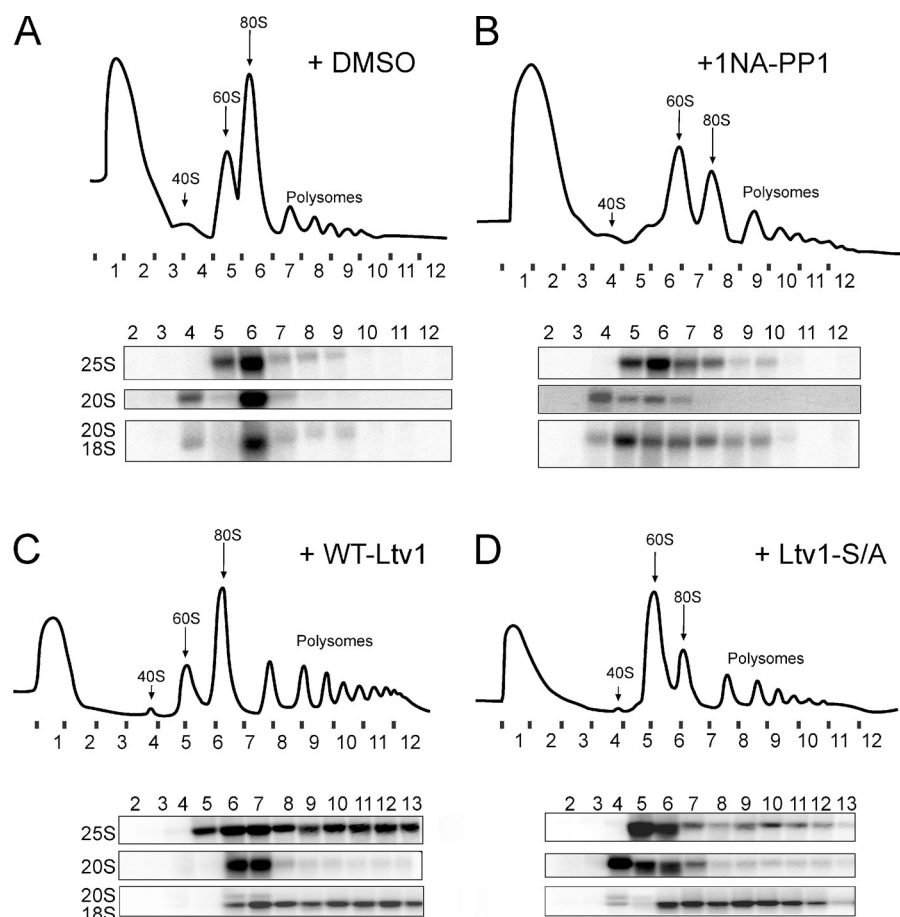 A
+ DMSO
80S
60S
40S
Polysomes
1 2 3 4 5 6 7 8 9 10 11 12
2 3 4 5 6 7 8 9 10 11 12
25S
20S
20S
18S
B
+1NA-PP1
60S
80S
40S
Polysomes
1 2 3 4 5 6 7 8 9 10 11 12
2 3 4 5 6 7 8 9 10 11 12
C
+ WT-Ltv1
80S
60S
40S
Polysomes
1 2 3 4 5 6 7 8 9 10 11 12
2 3 4 5 6 7 8 9 10 11 12 13
25S
20S
20S
18S
D
+ Ltv1-S/A
60S
80S
40S
Polysomes
1 2 3 4 5 6 7 8 9 10 11 12
2 3 4 5 6 7 8 9 10 11 12 13